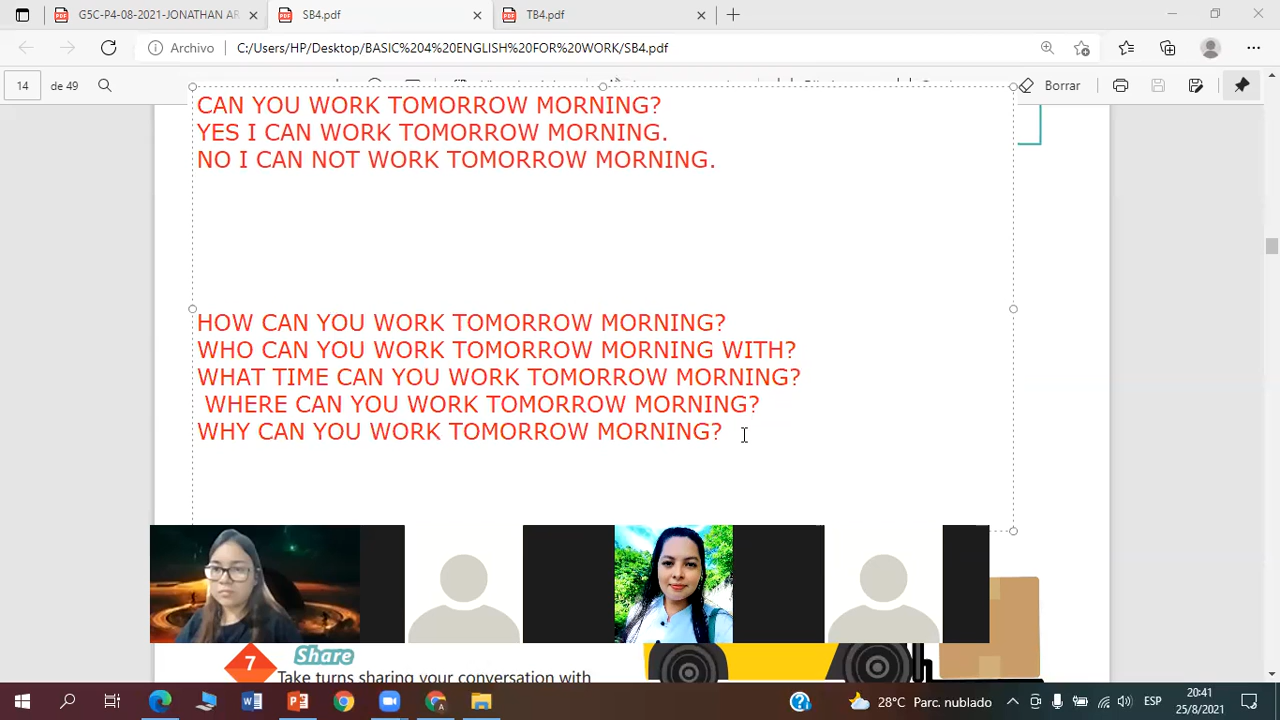 G5C-P4-08-2021-JONATHAN AR
SB4.pdf
TB4.pdf
Archivo
C:/Users/HP/Desktop/BASIC%204%20ENGLISH%20FOR%20WORK/SB4.pdf
14
de 49
Borrar
CAN YOU WORK TOMORROW MORNING?
YES I CAN WORK TOMORROW MORNING.
NO I CAN NOT WORK TOMORROW MORNING.
HOW CAN YOU WORK TOMORROW MORNING?
WHO CAN YOU WORK TOMORROW MORNING WITH?
WHAT TIME CAN YOU WORK TOMORROW MORNING?
WHERE CAN YOU WORK TOMORROW MORNING?
WHY CAN YOU WORK TOMORROW MORNING?
7
Share
Take turns sharing your conversation with
28°C Parc. nublado
ESP
20:41
25/8/2021